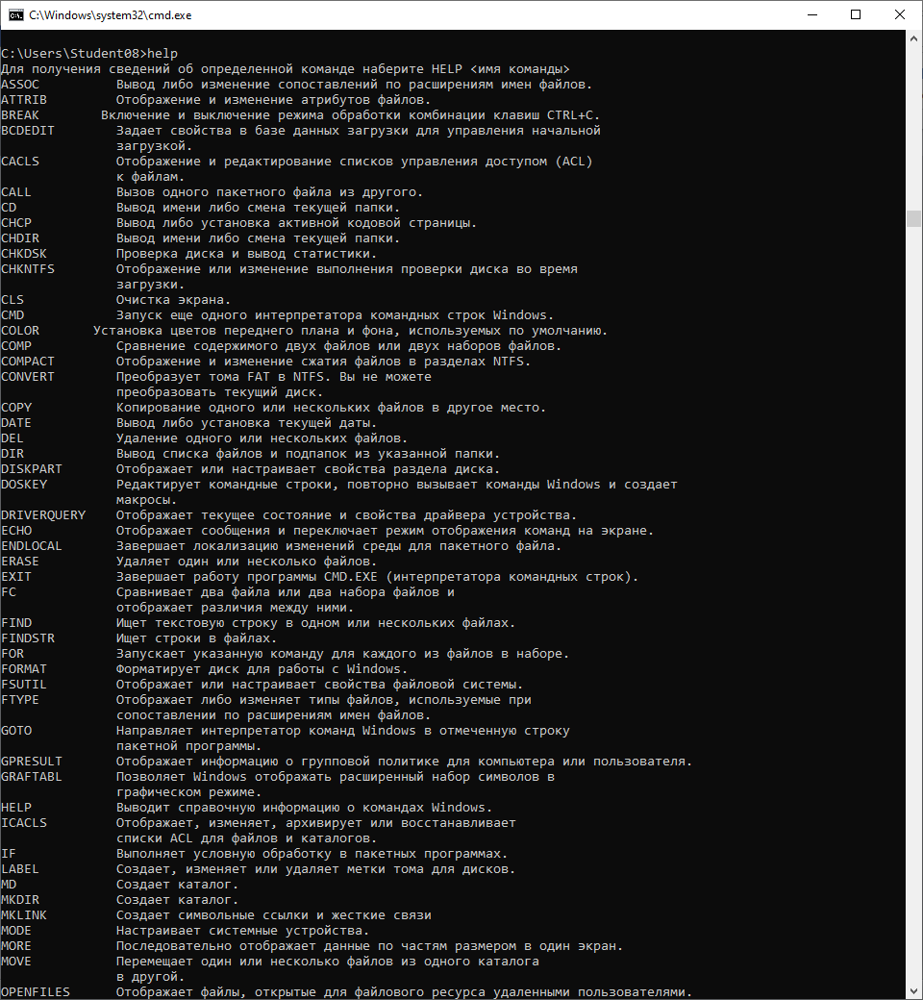 C:\Windows\system32\cmd.exe
C:\Users\Student08>help
Для получения сведений об определенной команде наберите HELP <имя команды>
ASSOC Вывод либо изменение сопоставлений по расширениям имен файлов.
ATTRIB Отображение и изменение атрибутов файлов.
BREAK Включение и выключение режима обработки комбинации клавиш CTRL+C.
BCDEDIT Задает свойства в базе данных загрузки для управления начальной
загрузкой.
CACLS Отображение и редактирование списков управления доступом (ACL)
к файлам.
CALL Вызов одного пакетного файла из другого.
CD Вывод имени либо смена текущей папки.
CHCP Вывод либо установка активной кодовой страницы.
CHDIR Вывод имени либо смена текущей папки.
CHKDSK Проверка диска и вывод статистики.
CHKNTFS Отображение или изменение выполнения проверки диска во время
загрузки.
CLS Очистка экрана.
CMD Запуск еще одного интерпретатора командных строк Windows.
COLOR Установка цветов переднего плана и фона, используемых по умолчанию.
COMP Сравнение содержимого двух файлов или двух наборов файлов.
COMPACT Отображение и изменение сжатия файлов в разделах NTFS.
CONVERT Преобразует тома FAT в NTFS. Вы не можете
преобразовать текущий диск.
COPY Копирование одного или нескольких файлов в другое место.
DATE Вывод либо установка текущей даты.
DEL Удаление одного или нескольких файлов.
DIR Вывод списка файлов и подпапок из указанной папки.
DISKPART Отображает или настраивает свойства раздела диска.
DOSKEY Редактирует командные строки, повторно вызывает команды Windows и создает
макросы.
DRIVERQUERY Отображает текущее состояние и свойства драйвера устройства.
ECHO Отображает сообщения и переключает режим отображения команд на экране.
ENDLOCAL Завершает локализацию изменений среды для пакетного файла.
ERASE Удаляет один или несколько файлов.
EXIT Завершает работу программы CMD.EXE (интерпретатора командных строк).
FC Сравнивает два файла или два набора файлов и
отображает различия между ними.
FIND Ищет текстовую строку в одном или нескольких файлах.
FINDSTR Ищет строки в файлах.
FOR Запускает указанную команду для каждого из файлов в наборе.
FORMAT Форматирует диск для работы с Windows.
FSUTIL Отображает или настраивает свойства файловой системы.
FTYPE Отображает либо изменяет типы файлов, используемые при
сопоставлении по расширениям имен файлов.
GOTO Направляет интерпретатор команд Windows в отмеченную строку
пакетной программы.
GPRESULT Отображает информацию о групповой политике для компьютера или пользователя.
GRAFTABL Позволяет Windows отображать расширенный набор символов в
графическом режиме.
HELP Выводит справочную информацию о командах Windows.
ICACLS Отображает, изменяет, архивирует или восстанавливает
списки ACL для файлов и каталогов.
IF Выполняет условную обработку в пакетных программах.
LABEL Создает, изменяет или удаляет метки тома для дисков.
MD Создает каталог.
MKDIR Создает каталог.
MKLINK Создает символьные ссылки и жесткие связи
MODE Настраивает системные устройства.
MORE Последовательно отображает данные по частям размером в один экран.
MOVE Перемещает один или несколько файлов из одного каталога
в другой.
OPENFILES Отображает файлы, открытые для файлового ресурса удаленными пользователями.